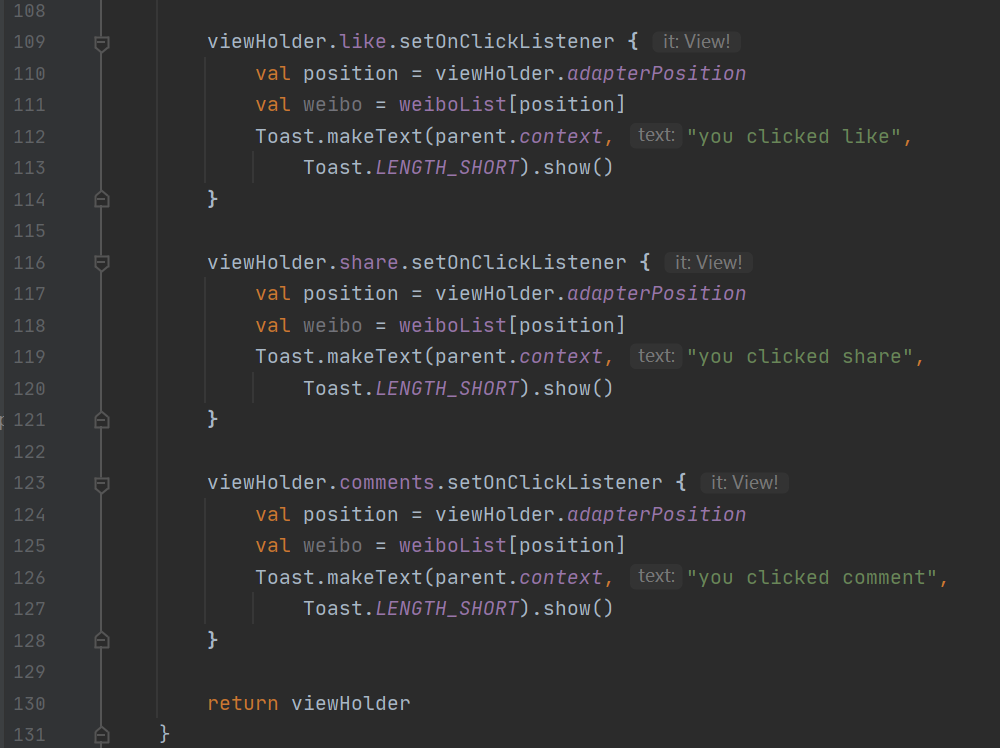 108
109 viewHolder.like.setOnClickListener { it: View!
110 val position = viewHolder.adapterPosition
111 val weibo = weiboList[position]
112 Toast.makeText(parent.context, text: "you clicked like",
113 Toast.LENGTH_SHORT).show()
114 }
115
116 viewHolder.share.setOnClickListener { it: View!
117 val position = viewHolder.adapterPosition
118 val weibo = weiboList[position]
119 Toast.makeText(parent.context, text: "you clicked share",
120 Toast.LENGTH_SHORT).show()
121 }
122
123 viewHolder.comments.setOnClickListener { it: View!
124 val position = viewHolder.adapterPosition
125 val weibo = weiboList[position]
126 Toast.makeText(parent.context, text: "you clicked comment",
127 Toast.LENGTH_SHORT).show()
128 }
129
130 return viewHolder
131 }